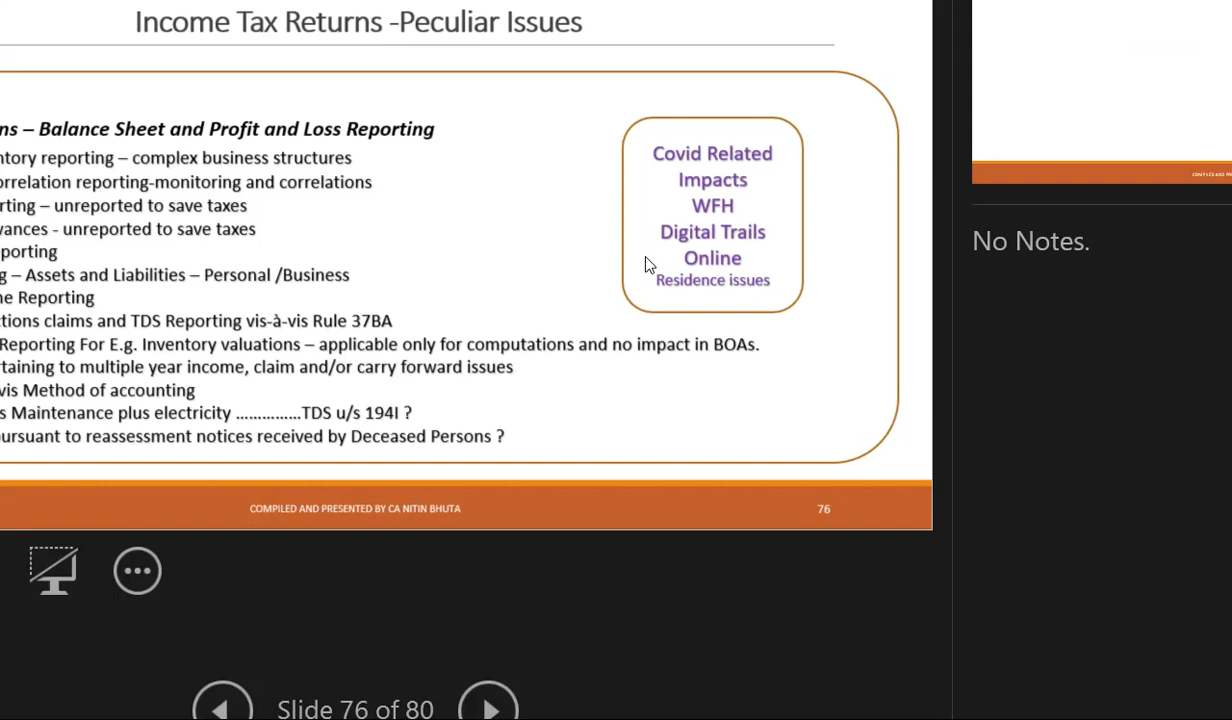 Income Tax Returns -Peculiar Issues
ns – Balance Sheet and Profit and Loss Reporting
ntory reporting – complex business structures
orrelation reporting-monitoring and correlations
rting – unreported to save taxes
vances - unreported to save taxes
porting
g – Assets and Liabilities – Personal /Business
ne Reporting
ctions claims and TDS Reporting vis-à-vis Rule 37BA
Reporting For E.g. Inventory valuations – applicable only for computations and no impact in BOAs.
rtaining to multiple year income, claim and/or carry forward issues
vis Method of accounting
s Maintenance plus electricity ……………TDS u/s 194I ?
oursuant to reassessment notices received by Deceased Persons ?
Covid Related
Impacts
WFH
Digital Trails
Online
Residence issues
COMPILED AND PRESENTED BY CA NITIN BHUTA
76
No Notes.
Slide 76 of 80